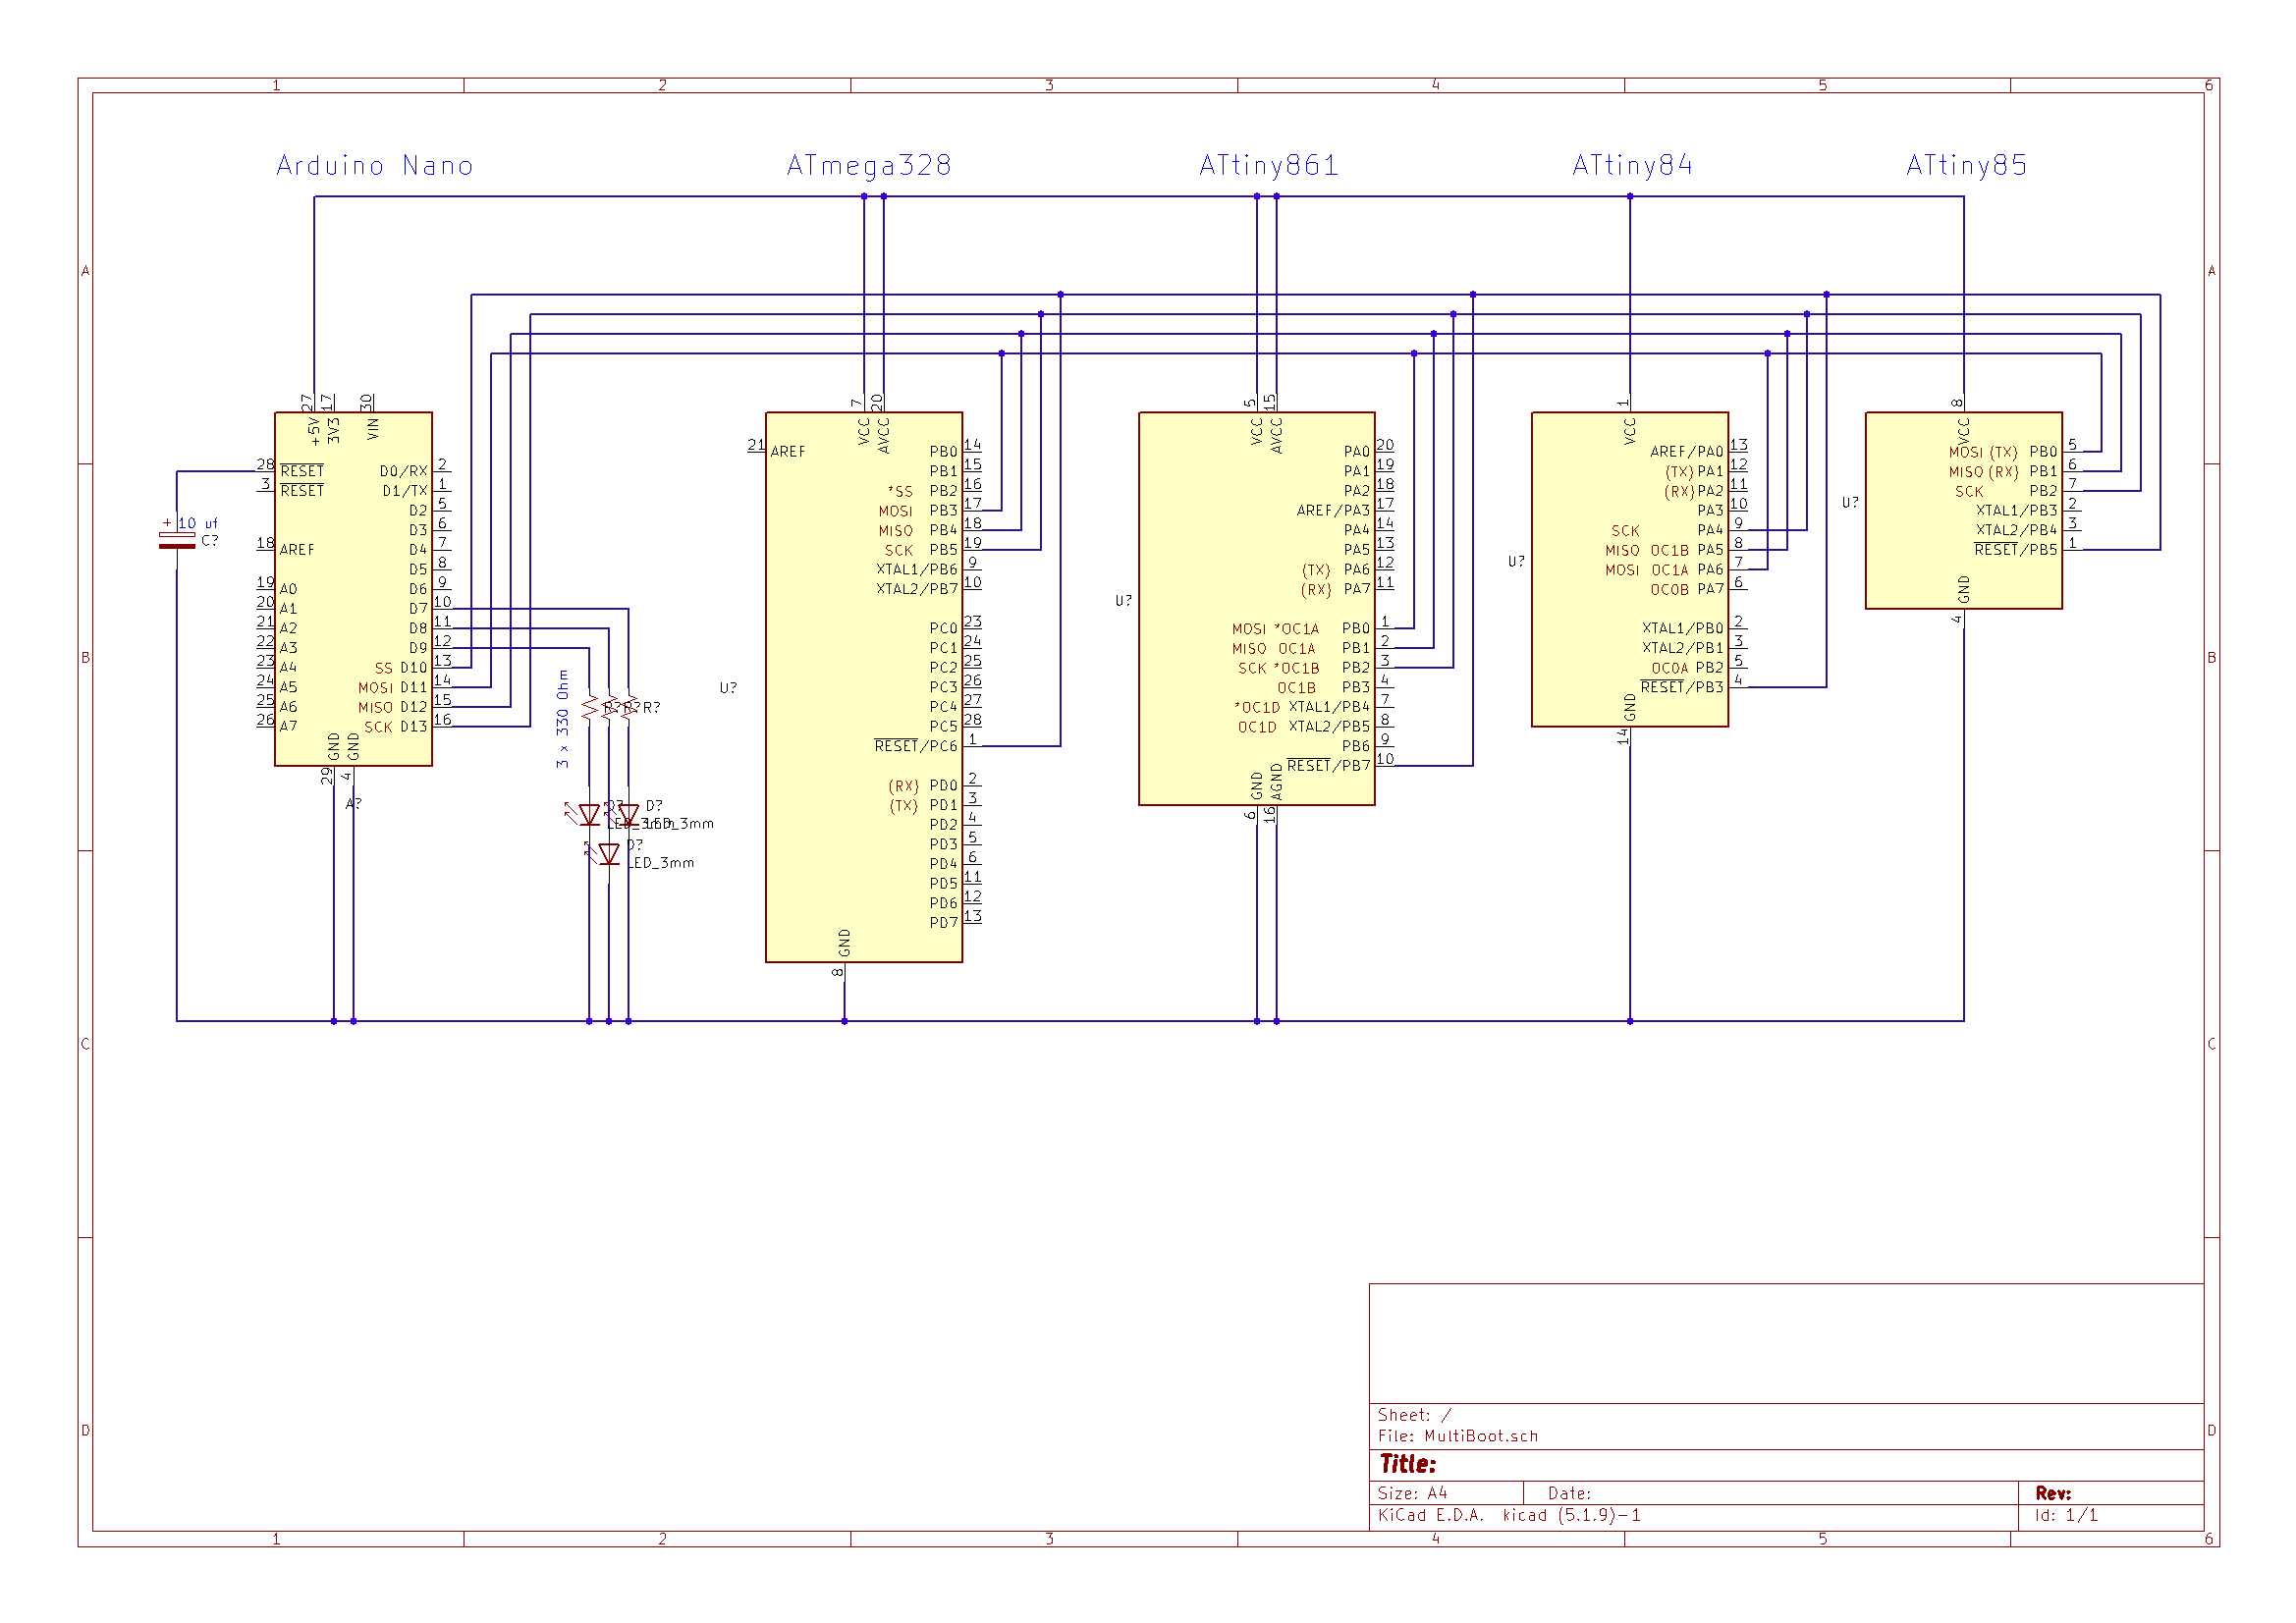 1 2 3 4 5 6
A
B
C
D
A
B
C
D
Arduino Nano
ATmega328
ATtiny861
ATtiny84
ATtiny85
27 17 30
+5V 3V3 VIN
28 RESET
3 RESET
18 AREF
19 A0
20 A1
21 A2
22 A3
23 A4
24 A5
25 A6
26 A7
D0/RX 2
D1/TX 1
D2 5
D3 6
D4 7
D5 8
D6 9
D7 10
D8 11
D9 12
SS D10 13
MOSI D11 14
MISO D12 15
SCK D13 16
GND GND
29 4
A?
+ 10 uf
C?
3 x 330 Ohm
R? R? R?
D? D?
LED_3mm LED_3mm
D?
LED_3mm
U?
7 20
VCC AVCC
21 AREF
PB0 14
PB1 15
*SS PB2 16
MOSI PB3 17
MISO PB4 18
SCK PB5 19
XTAL1/PB6 9
XTAL2/PB7 10
PC0 23
PC1 24
PC2 25
PC3 26
PC4 27
PC5 28
RESET/PC6 1
(RX) PD0 2
(TX) PD1 3
PD2 4
PD3 5
PD4 6
PD5 11
PD6 12
PD7 13
GND
8
U?
5 15
VCC AVCC
PA0 20
PA1 19
PA2 18
AREF/PA3 17
PA4 14
PA5 13
(TX) PA6 12
(RX) PA7 11
MOSI *OC1A PB0 1
MISO OC1A PB1 2
SCK *OC1B PB2 3
OC1B PB3 4
*OC1D XTAL1/PB4 7
OC1D XTAL2/PB5 8
PB6 9
RESET/PB7 10
GND AGND
6 16
U?
1
VCC
AREF/PA0 13
(TX) PA1 12
(RX) PA2 11
PA3 10
SCK PA4 9
MISO OC1B PA5 8
MOSI OC1A PA6 7
OC0B PA7 6
XTAL1/PB0 2
XTAL2/PB1 3
OC0A PB2 5
RESET/PB3 4
GND
14
U?
8
VCC
MOSI (TX) PB0 5
MISO (RX) PB1 6
SCK PB2 7
XTAL1/PB3 2
XTAL2/PB4 3
RESET/PB5 1
GND
4
Sheet: /
File: MultiBoot.sch
Title:
Size: A4 Date: Rev:
KiCad E.D.A. kicad (5.1.9)-1 Id: 1/1
1 2 3 4 5 6